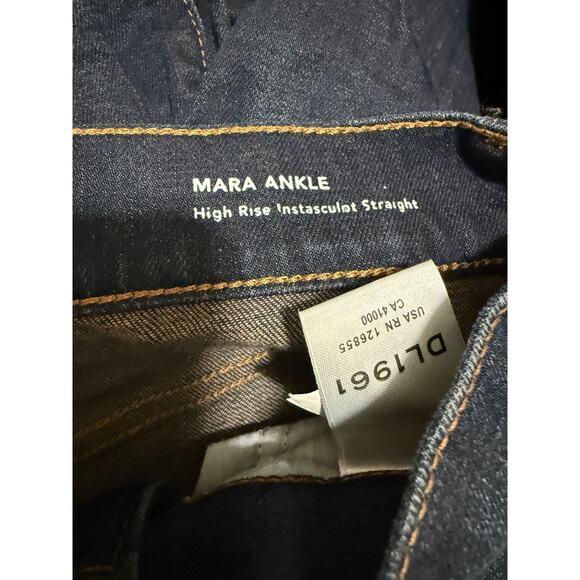 MARA ANKLE
High Rise Instasculpt Straight
DL1961
USA RN 126855
CA 41000